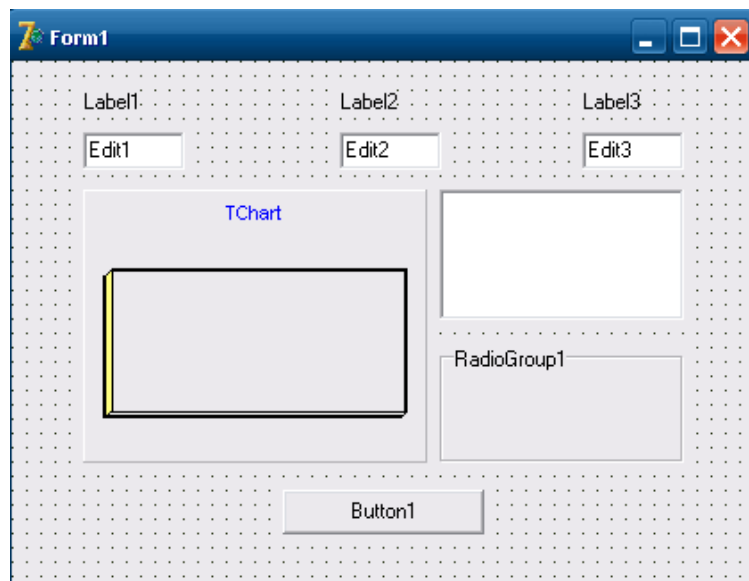 Form1
Label1 Label2 Label3
Edit1 Edit2 Edit3
TChart
RadioGroup1
Button1